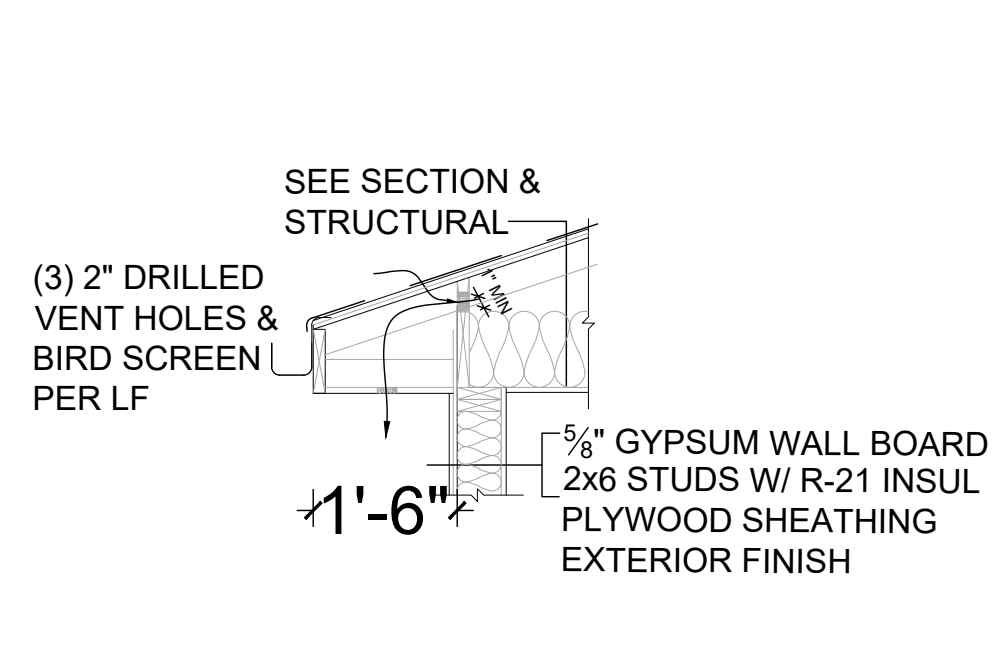 SEE SECTION &
STRUCTURAL
(3) 2" DRILLED
VENT HOLES &
BIRD SCREEN
PER LF
1" MIN
5/8" GYPSUM WALL BOARD
2x6 STUDS W/ R-21 INSUL
PLYWOOD SHEATHING
EXTERIOR FINISH
1'-6"